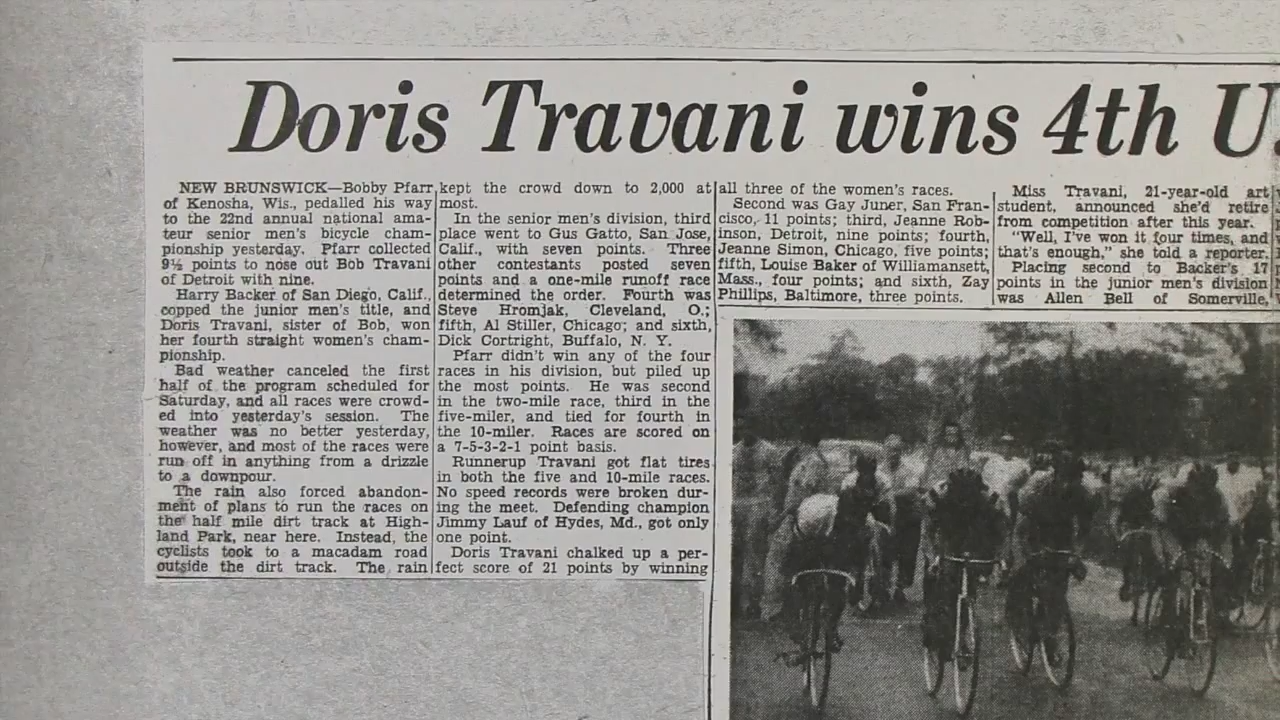 Doris Travani wins 4th U.
NEW BRUNSWICK—Bobby Pfarr
of Kenosha, Wis., pedalled his way
to the 22nd annual national ama-
teur senior men's bicycle cham-
pionship yesterday. Pfarr collected
9½ points to nose out Bob Travani
of Detroit with nine.
Harry Backer of San Diego, Calif.,
copped the junior men's title, and
Doris Travani, sister of Bob, won
her fourth straight women's cham-
pionship.
Bad weather canceled the first
half of the program scheduled for
Saturday, and all races were crowd-
ed into yesterday's session. The
weather was no better yesterday,
however, and most of the races were
run off in anything from a drizzle
to a downpour.
The rain also forced abandon-
ment of plans to run the races on
the half mile dirt track at High-
land Park, near here. Instead, the
cyclists took to a macadam road
outside the dirt track. The rain
kept the crowd down to 2,000 at
most.
In the senior men's division, third
place went to Gus Gatto, San Jose,
Calif., with seven points. Three
other contestants posted seven
points and a one-mile runoff race
determined the order. Fourth was
Steve Hromjak, Cleveland, O.;
fifth, Al Stiller, Chicago; and sixth,
Dick Cortright, Buffalo, N. Y.
Pfarr didn't win any of the four
races in his division, but piled up
the most points. He was second
in the two-mile race, third in the
five-miler, and tied for fourth in
the 10-miler. Races are scored on
a 7-5-3-2-1 point basis.
Runnerup Travani got flat tires
in both the five and 10-mile races.
No speed records were broken dur-
ing the meet. Defending champion
Jimmy Lauf of Hydes, Md., got only
one point.
Doris Travani chalked up a per-
fect score of 21 points by winning
all three of the women's races.
Second was Gay Juner, San Fran-
cisco, 11 points; third, Jeanne Rob-
inson, Detroit, nine points; fourth,
Jeanne Simon, Chicago, five points;
fifth, Louise Baker of Williamansett,
Mass., four points; and sixth, Zay
Phillips, Baltimore, three points.
Miss Travani, 21-year-old art
student, announced she'd retire
from competition after this year.
"Well, I've won it four times, and
that's enough," she told a reporter.
Placing second to Backer's 17
points in the junior men's division
was Allen Bell of Somerville,